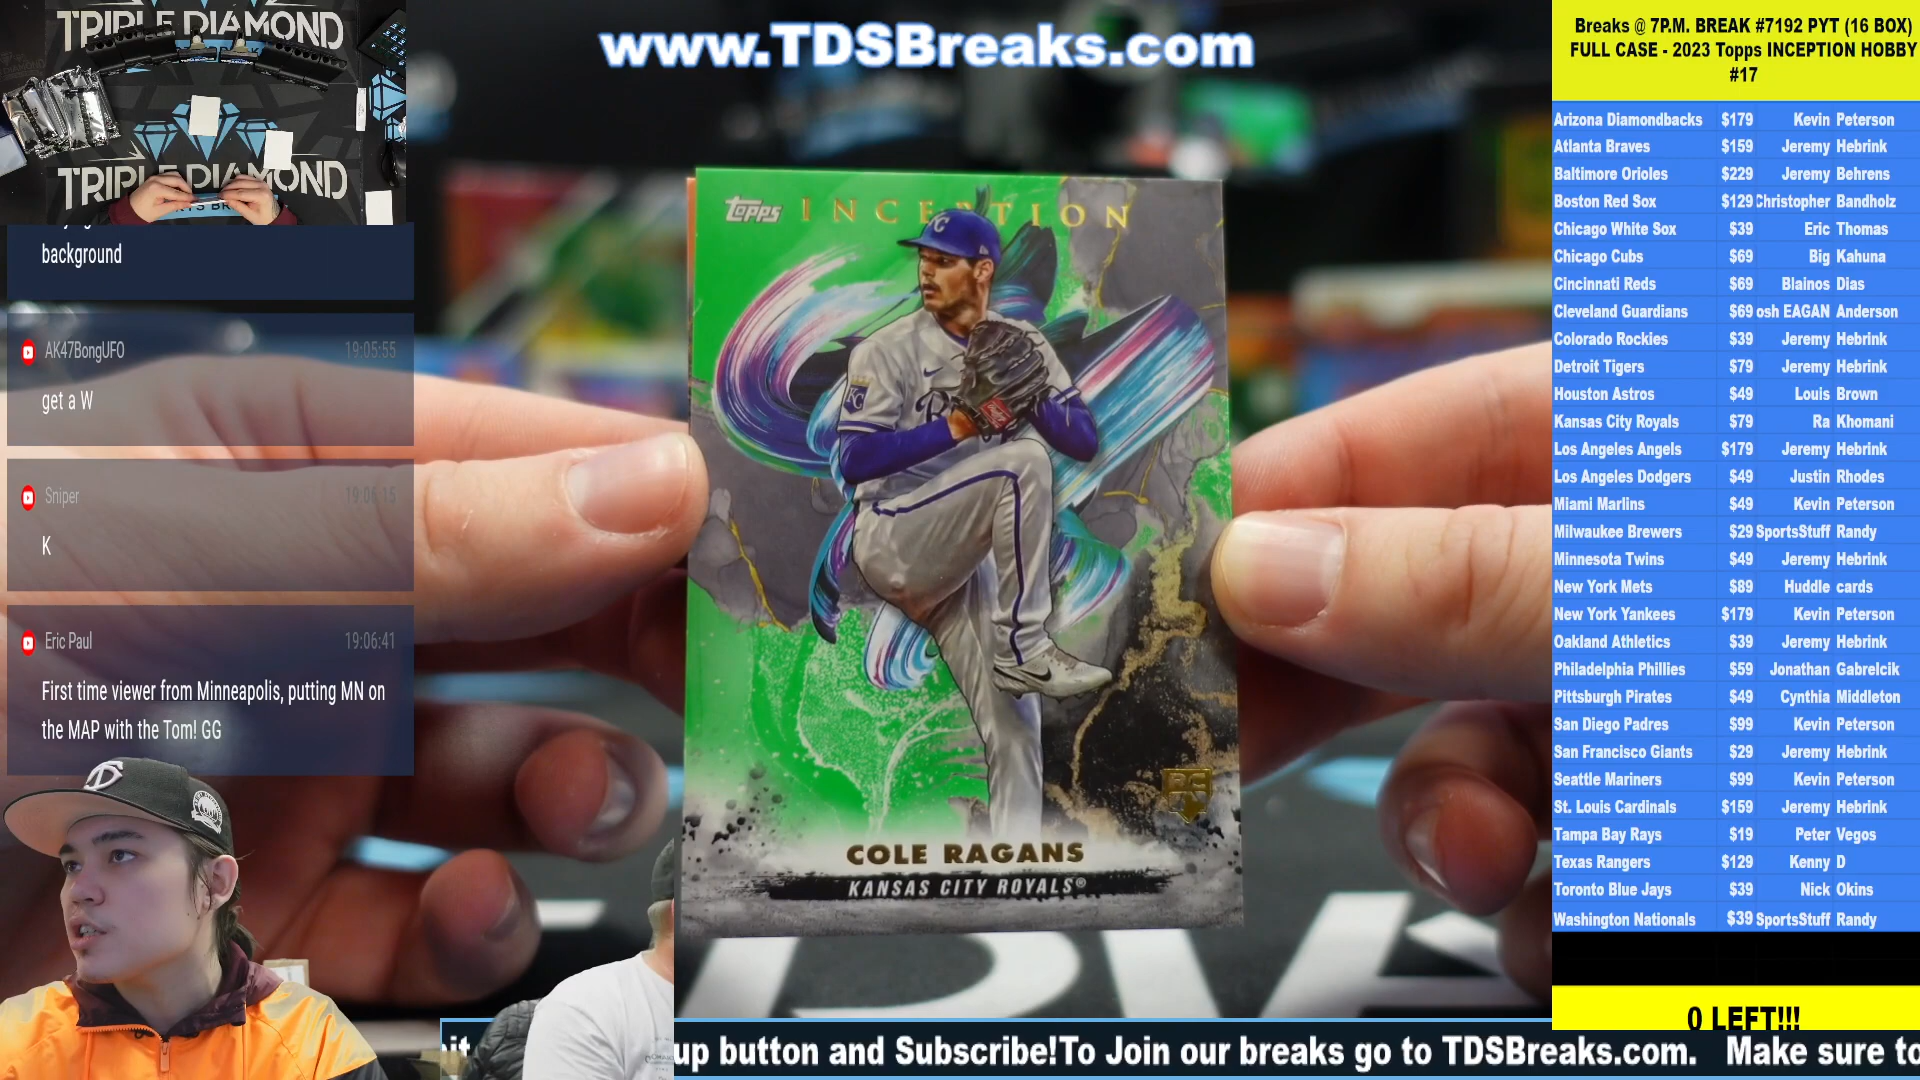 TRIPLE DIAMOND
TRIPLE DIAMOND
www.TDSBreaks.com
background
AK47BongUFO 19:05:55
get a W
Sniper 19:06:15
K
Eric Paul 19:06:41
First time viewer from Minneapolis, putting MN on
the MAP with the Tom! GG
TOPPS INCEPTION
KC
KC
RC
COLE RAGANS
KANSAS CITY ROYALS®
Breaks @ 7P.M. BREAK #7192 PYT (16 BOX)
FULL CASE - 2023 Topps INCEPTION HOBBY
#17
Arizona Diamondbacks $179 Kevin Peterson
Atlanta Braves $159 Jeremy Hebrink
Baltimore Orioles $229 Jeremy Behrens
Boston Red Sox $129 Christopher Bandholz
Chicago White Sox $39 Eric Thomas
Chicago Cubs $69 Big Kahuna
Cincinnati Reds $69 Blainos Dias
Cleveland Guardians $69 osh EAGAN Anderson
Colorado Rockies $39 Jeremy Hebrink
Detroit Tigers $79 Jeremy Hebrink
Houston Astros $49 Louis Brown
Kansas City Royals $79 Ra Khomani
Los Angeles Angels $179 Jeremy Hebrink
Los Angeles Dodgers $49 Justin Rhodes
Miami Marlins $49 Kevin Peterson
Milwaukee Brewers $29 SportsStuff Randy
Minnesota Twins $49 Jeremy Hebrink
New York Mets $89 Huddle cards
New York Yankees $179 Kevin Peterson
Oakland Athletics $39 Jeremy Hebrink
Philadelphia Phillies $59 Jonathan Gabrelcik
Pittsburgh Pirates $49 Cynthia Middleton
San Diego Padres $99 Kevin Peterson
San Francisco Giants $29 Jeremy Hebrink
Seattle Mariners $99 Kevin Peterson
St. Louis Cardinals $159 Jeremy Hebrink
Tampa Bay Rays $19 Peter Vegos
Texas Rangers $129 Kenny D
Toronto Blue Jays $39 Nick Okins
Washington Nationals $39 SportsStuff Randy
0 LEFT!!!
up button and Subscribe!To Join our breaks go to TDSBreaks.com. Make sure to